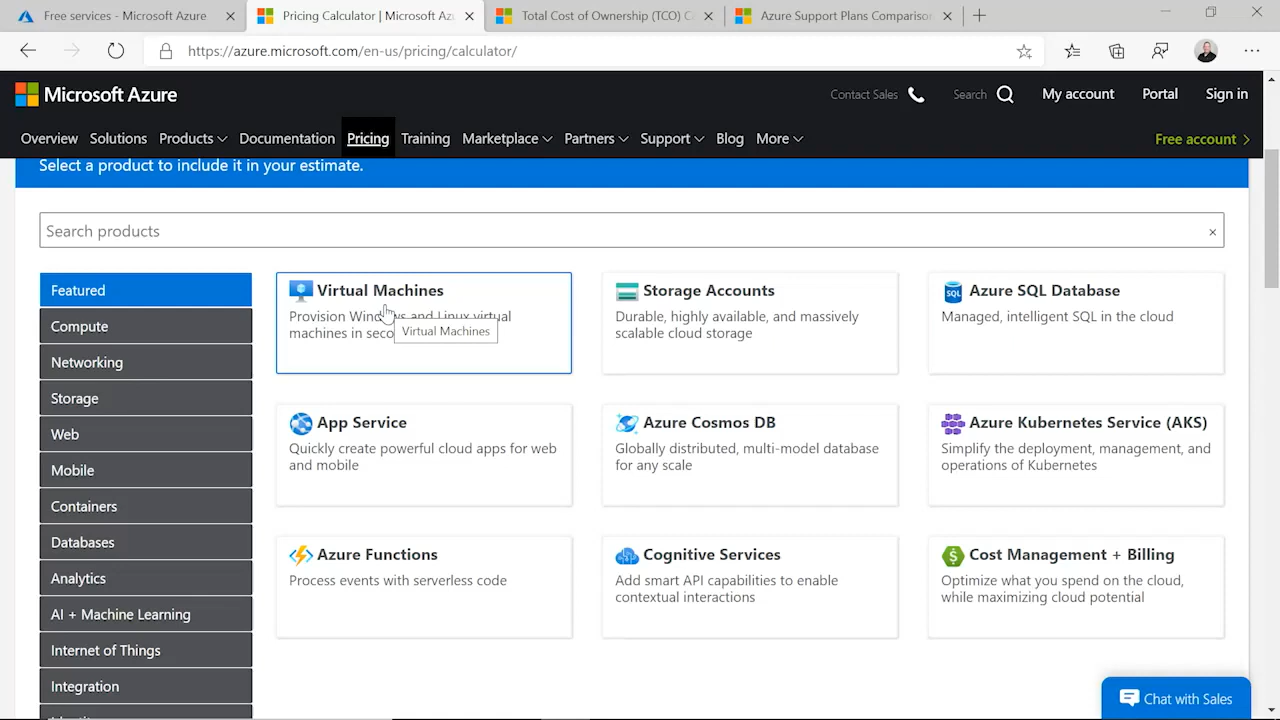 Free services - Microsoft Azure
Pricing Calculator | Microsoft Az
Total Cost of Ownership (TCO) C
Azure Support Plans Comparison
https://azure.microsoft.com/en-us/pricing/calculator/
Microsoft Azure
Contact Sales
Search
My account
Portal
Sign in
Overview
Solutions
Products
Documentation
Pricing
Training
Marketplace
Partners
Support
Blog
More
Free account
Select a product to include it in your estimate.
Search products
Featured
Compute
Networking
Storage
Web
Mobile
Containers
Databases
Analytics
AI + Machine Learning
Internet of Things
Integration
Virtual Machines
Provision Windows and Linux virtual
machines in seco
Virtual Machines
Storage Accounts
Durable, highly available, and massively
scalable cloud storage
Azure SQL Database
SQL
Managed, intelligent SQL in the cloud
App Service
Quickly create powerful cloud apps for web
and mobile
Azure Cosmos DB
Globally distributed, multi-model database
for any scale
Azure Kubernetes Service (AKS)
Simplify the deployment, management, and
operations of Kubernetes
Azure Functions
Process events with serverless code
Cognitive Services
Add smart API capabilities to enable
contextual interactions
Cost Management + Billing
Optimize what you spend on the cloud,
while maximizing cloud potential
Chat with Sales